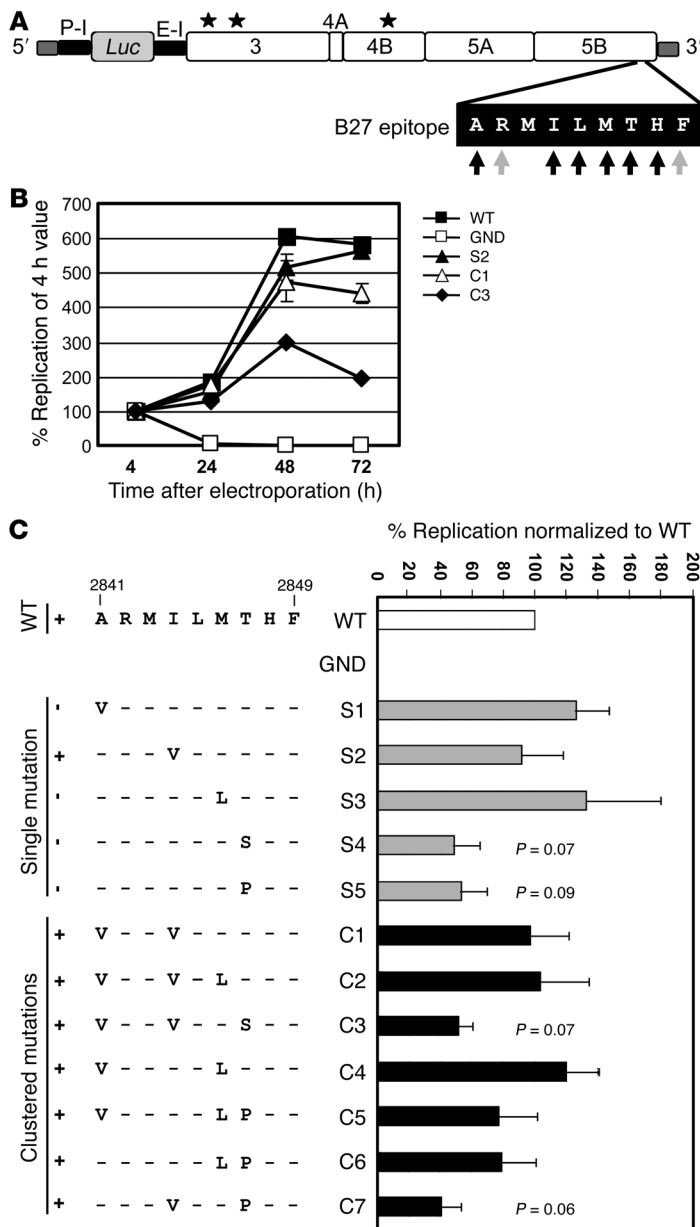 A
P-I E-I 4A
5′ Luc 3 4B 5A 5B 3′
B27 epitope A R M I L M T H F
B
% Replication of 4 h value
700
600
500
400
300
200
100
0
4 24 48 72
Time after electroporation (h)
WT
GND
S2
C1
C3
C
% Replication normalized to WT
0 20 40 60 80 100 120 140 160 180 200
2841 2849
WT + A R M I L M T H F WT
GND
Single mutation
- V - - - - - - - - S1
+ - - - V - - - - - S2
- - - - - - L - - - S3
- - - - - - - S - - S4 P = 0.07
- - - - - - - P - - S5 P = 0.09
Clustered mutations
+ V - - V - - - - - C1
+ V - - V - L - - - C2
+ V - - V - - S - - C3 P = 0.07
+ V - - - - L - - - C4
+ V - - - - L P - - C5
+ - - - - - L P - - C6
+ - - - V - - P - - C7 P = 0.06